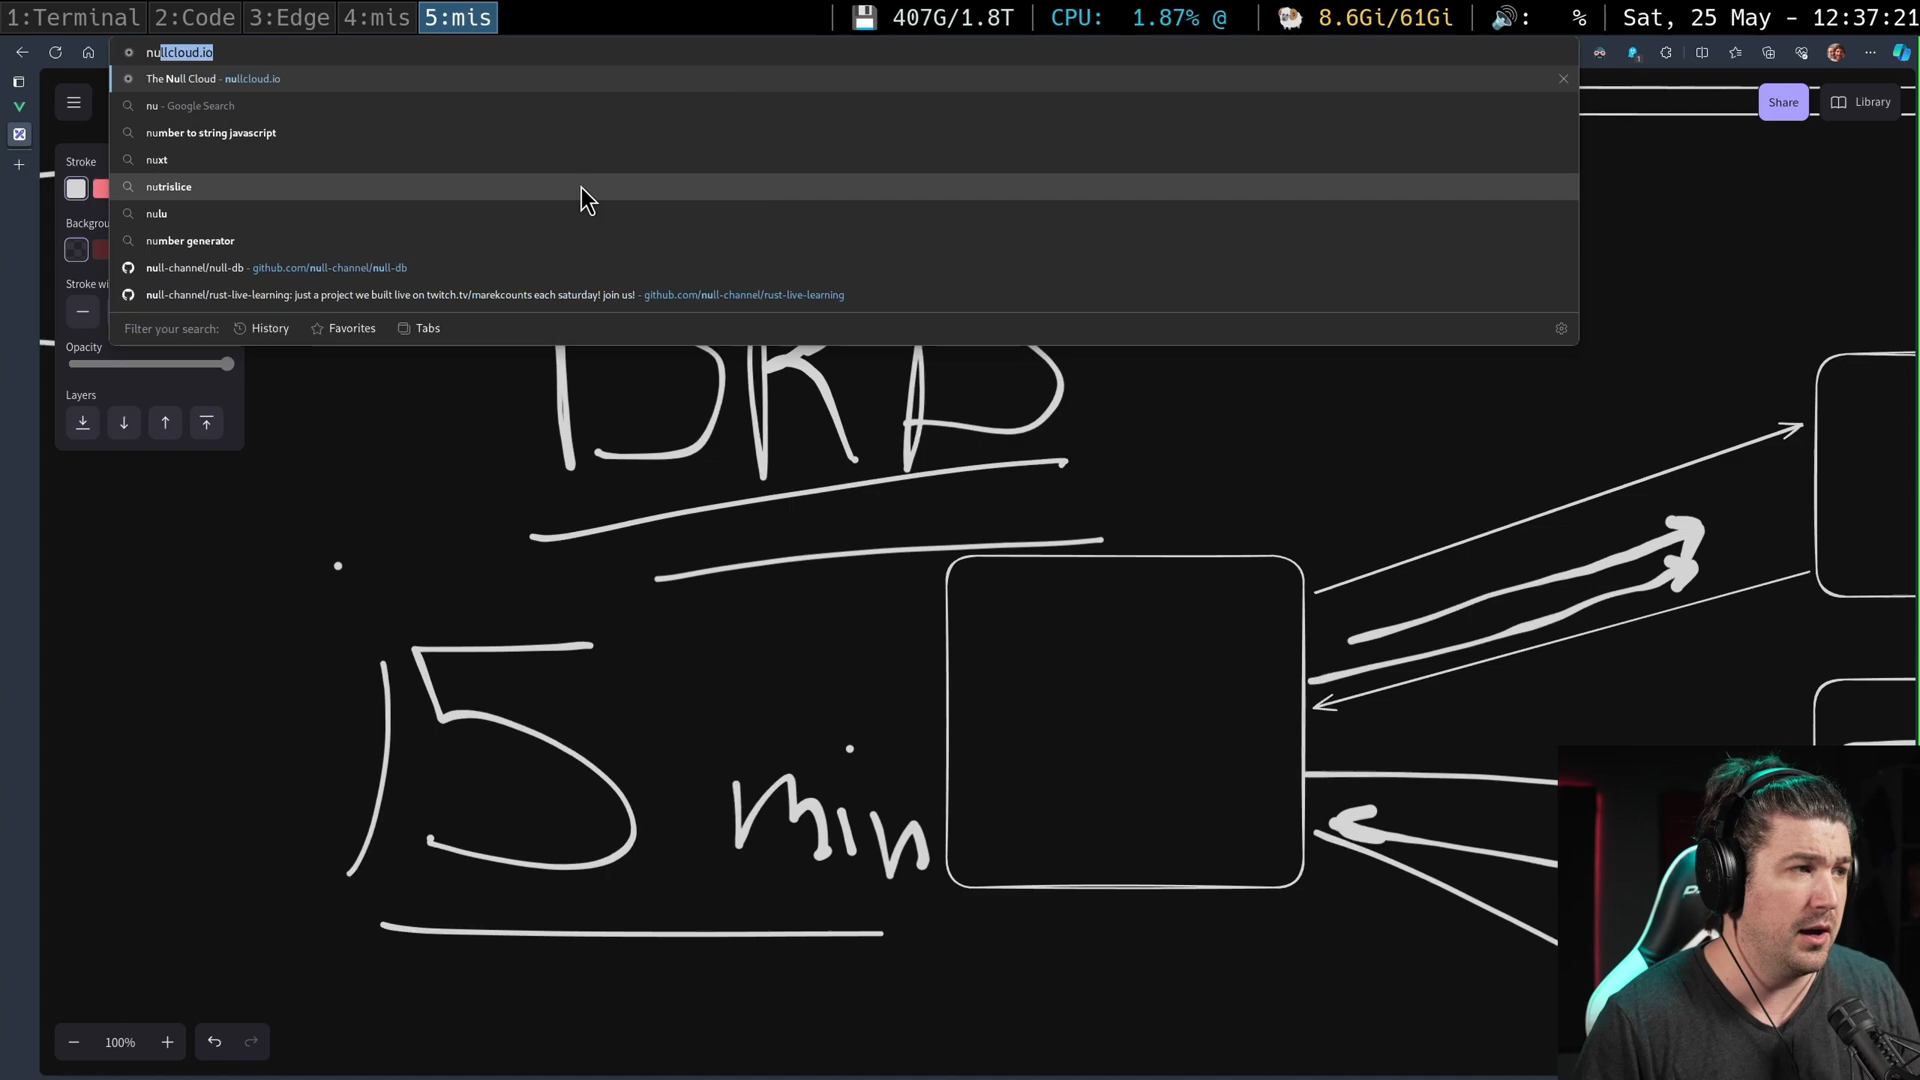 1:Terminal 2:Code 3:Edge 4:mis 5:mis 407G/1.8T CPU: 1.87% @ 8.6Gi/61Gi : % Sat, 25 May - 12:37:21
nullcloud.io
The Null Cloud - nullcloud.io
nu - Google Search
number to string javascript
nuxt
nutrislice
nulu
number generator
null-channel/null-db - github.com/null-channel/null-db
null-channel/rust-live-learning: just a project we built live on twitch.tv/marekcounts each saturday! join us! - github.com/null-channel/rust-live-learning
Filter your search: History Favorites Tabs
Share Library
Stroke
Backgrou
Stroke wi
Opacity
Layers
BRB
15 min
100%